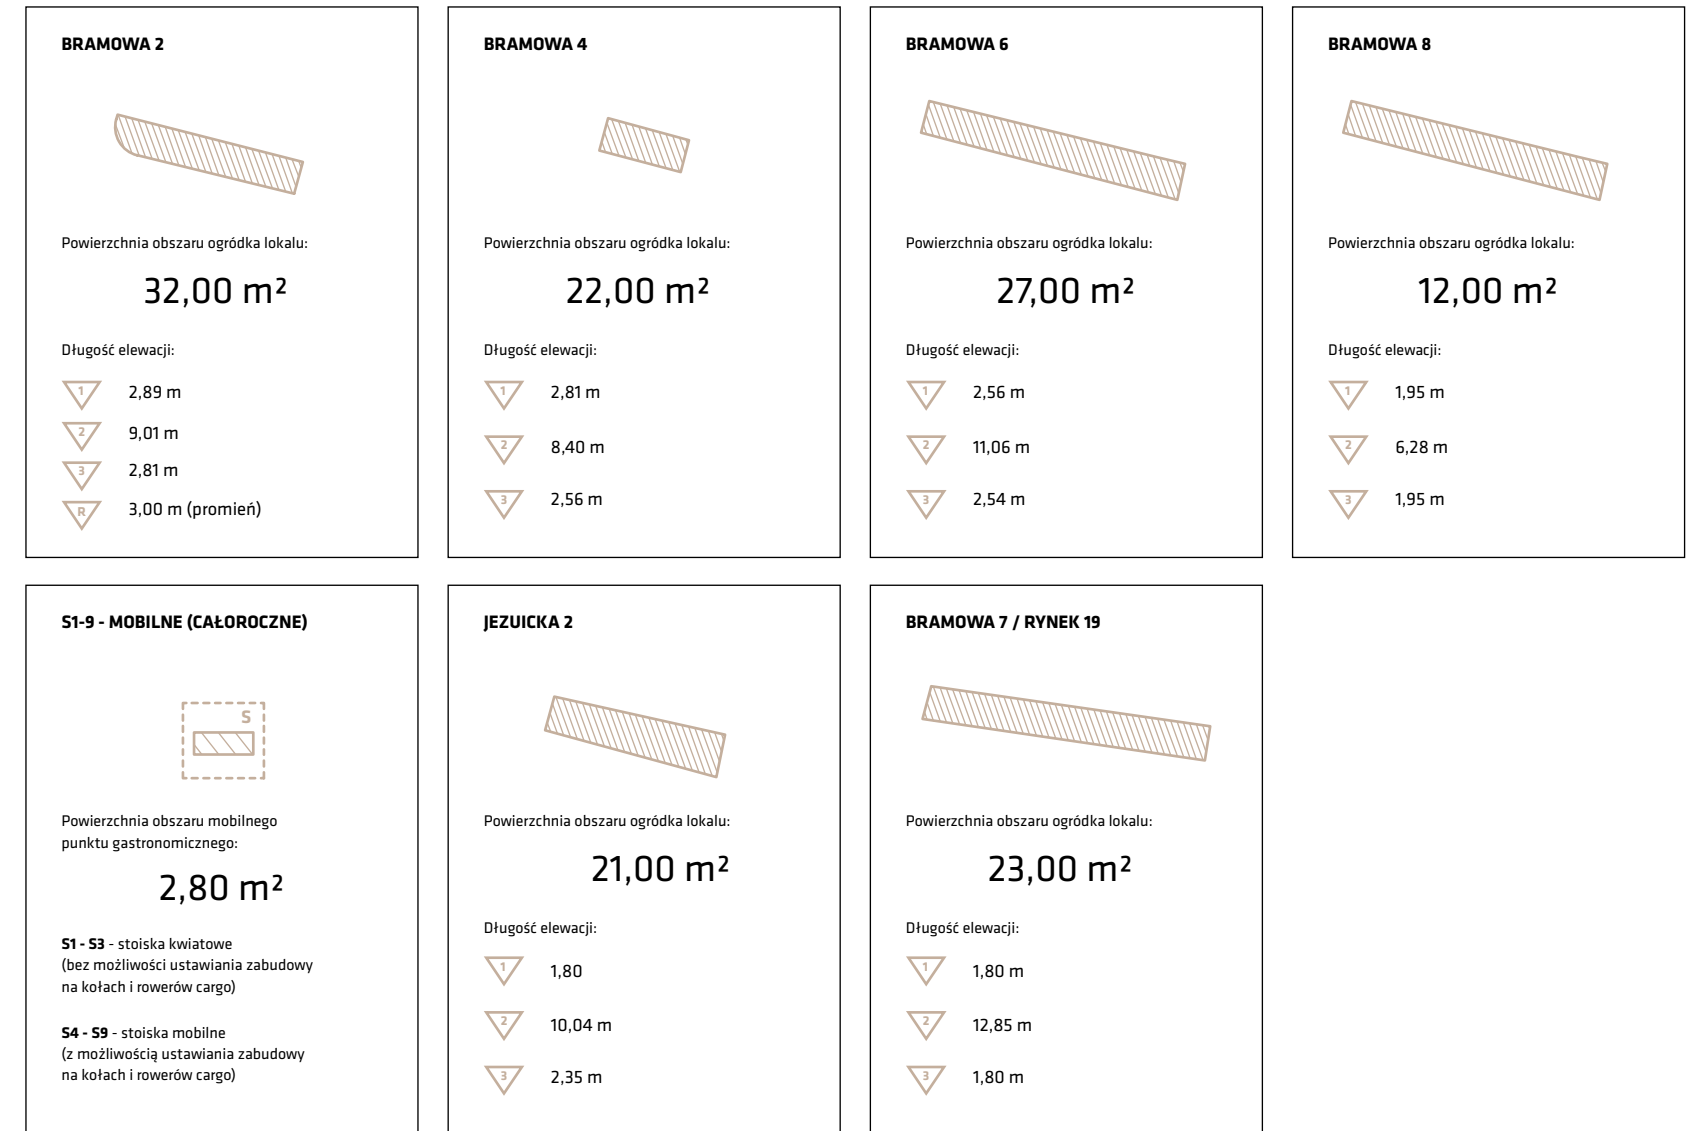 BRAMOWA 2
Powierzchnia obszaru ogródka lokalu:
32,00 m²
Długość elewacji:
1 2,89 m
2 9,01 m
3 2,81 m
R 3,00 m (promień)
BRAMOWA 4
Powierzchnia obszaru ogródka lokalu:
22,00 m²
Długość elewacji:
1 2,81 m
2 8,40 m
3 2,56 m
BRAMOWA 6
Powierzchnia obszaru ogródka lokalu:
27,00 m²
Długość elewacji:
1 2,56 m
2 11,06 m
3 2,54 m
BRAMOWA 8
Powierzchnia obszaru ogródka lokalu:
12,00 m²
Długość elewacji:
1 1,95 m
2 6,28 m
3 1,95 m
S1-9 - MOBILNE (CAŁOROCZNE)
S
Powierzchnia obszaru mobilnego
punktu gastronomicznego:
2,80 m²
S1 - S3 - stoiska kwiatowe
(bez możliwości ustawiania zabudowy
na kołach i rowerów cargo)
S4 - S9 - stoiska mobilne
(z możliwością ustawiania zabudowy
na kołach i rowerów cargo)
JEZUICKA 2
Powierzchnia obszaru ogródka lokalu:
21,00 m²
Długość elewacji:
1 1,80
2 10,04 m
3 2,35 m
BRAMOWA 7 / RYNEK 19
Powierzchnia obszaru ogródka lokalu:
23,00 m²
Długość elewacji:
1 1,80 m
2 12,85 m
3 1,80 m